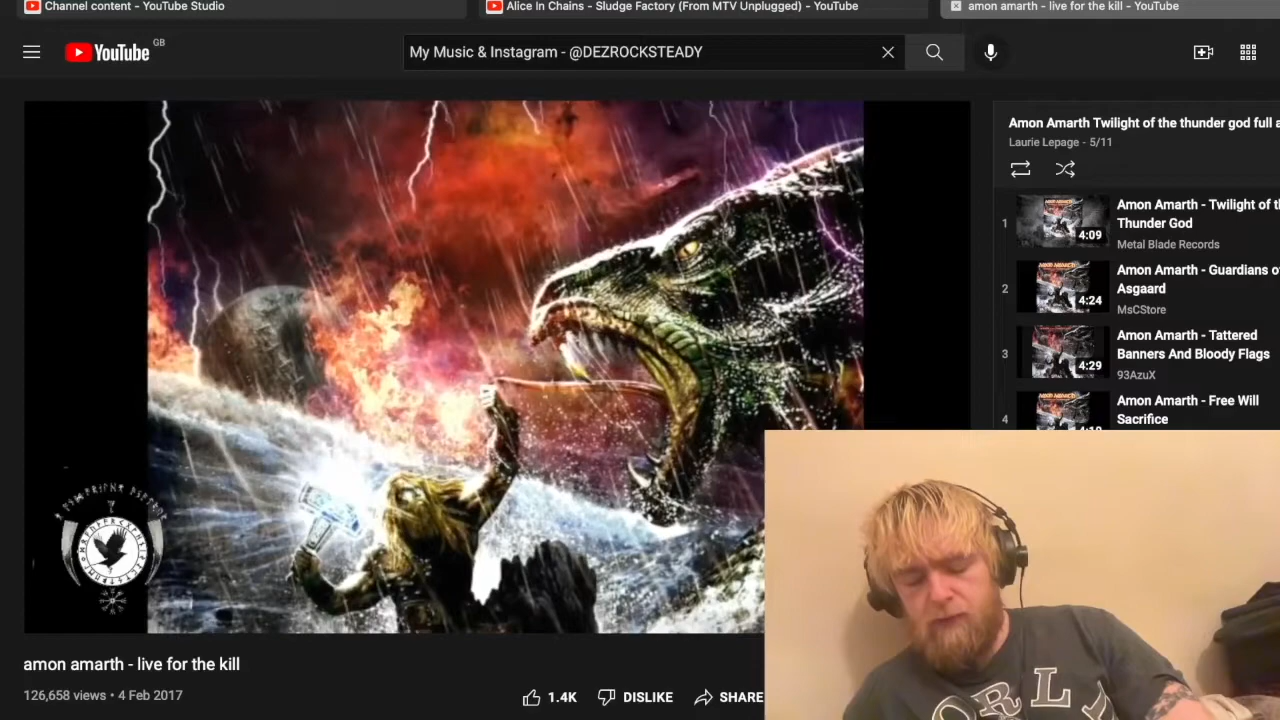 Channel content - YouTube Studio
Alice In Chains - Sludge Factory (From MTV Unplugged) - YouTube
amon amarth - live for the kill - YouTube
YouTube GB
My Music & Instagram - @DEZROCKSTEADY
Amon Amarth Twilight of the thunder god full a
Laurie Lepage - 5/11
1
Amon Amarth - Twilight of th
Thunder God
4:09
Metal Blade Records
2
Amon Amarth - Guardians o
Asgaard
4:24
MsCStore
3
Amon Amarth - Tattered
Banners And Bloody Flags
4:29
93AzuX
4
Amon Amarth - Free Will
Sacrifice
amon amarth - live for the kill
126,658 views • 4 Feb 2017
1.4K
DISLIKE
SHARE
ORL